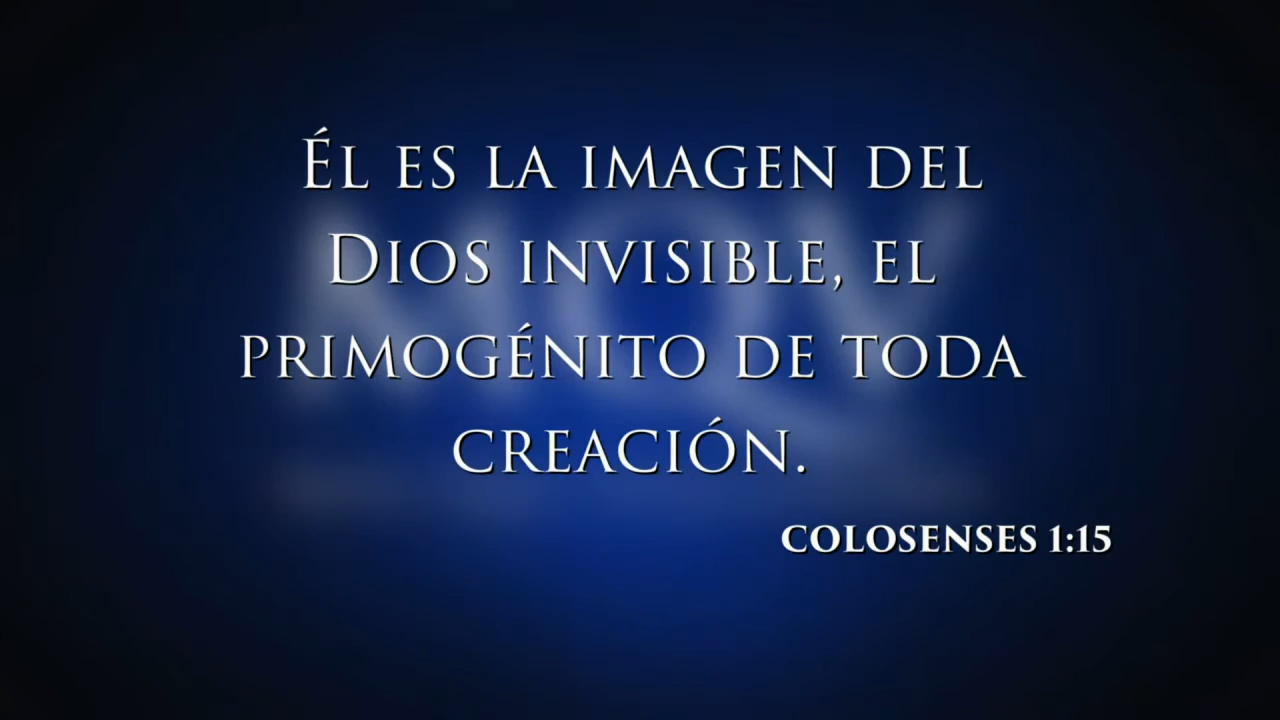 Él es la imagen del
Dios invisible, el
primogénito de toda
creación.
COLOSENSES 1:15